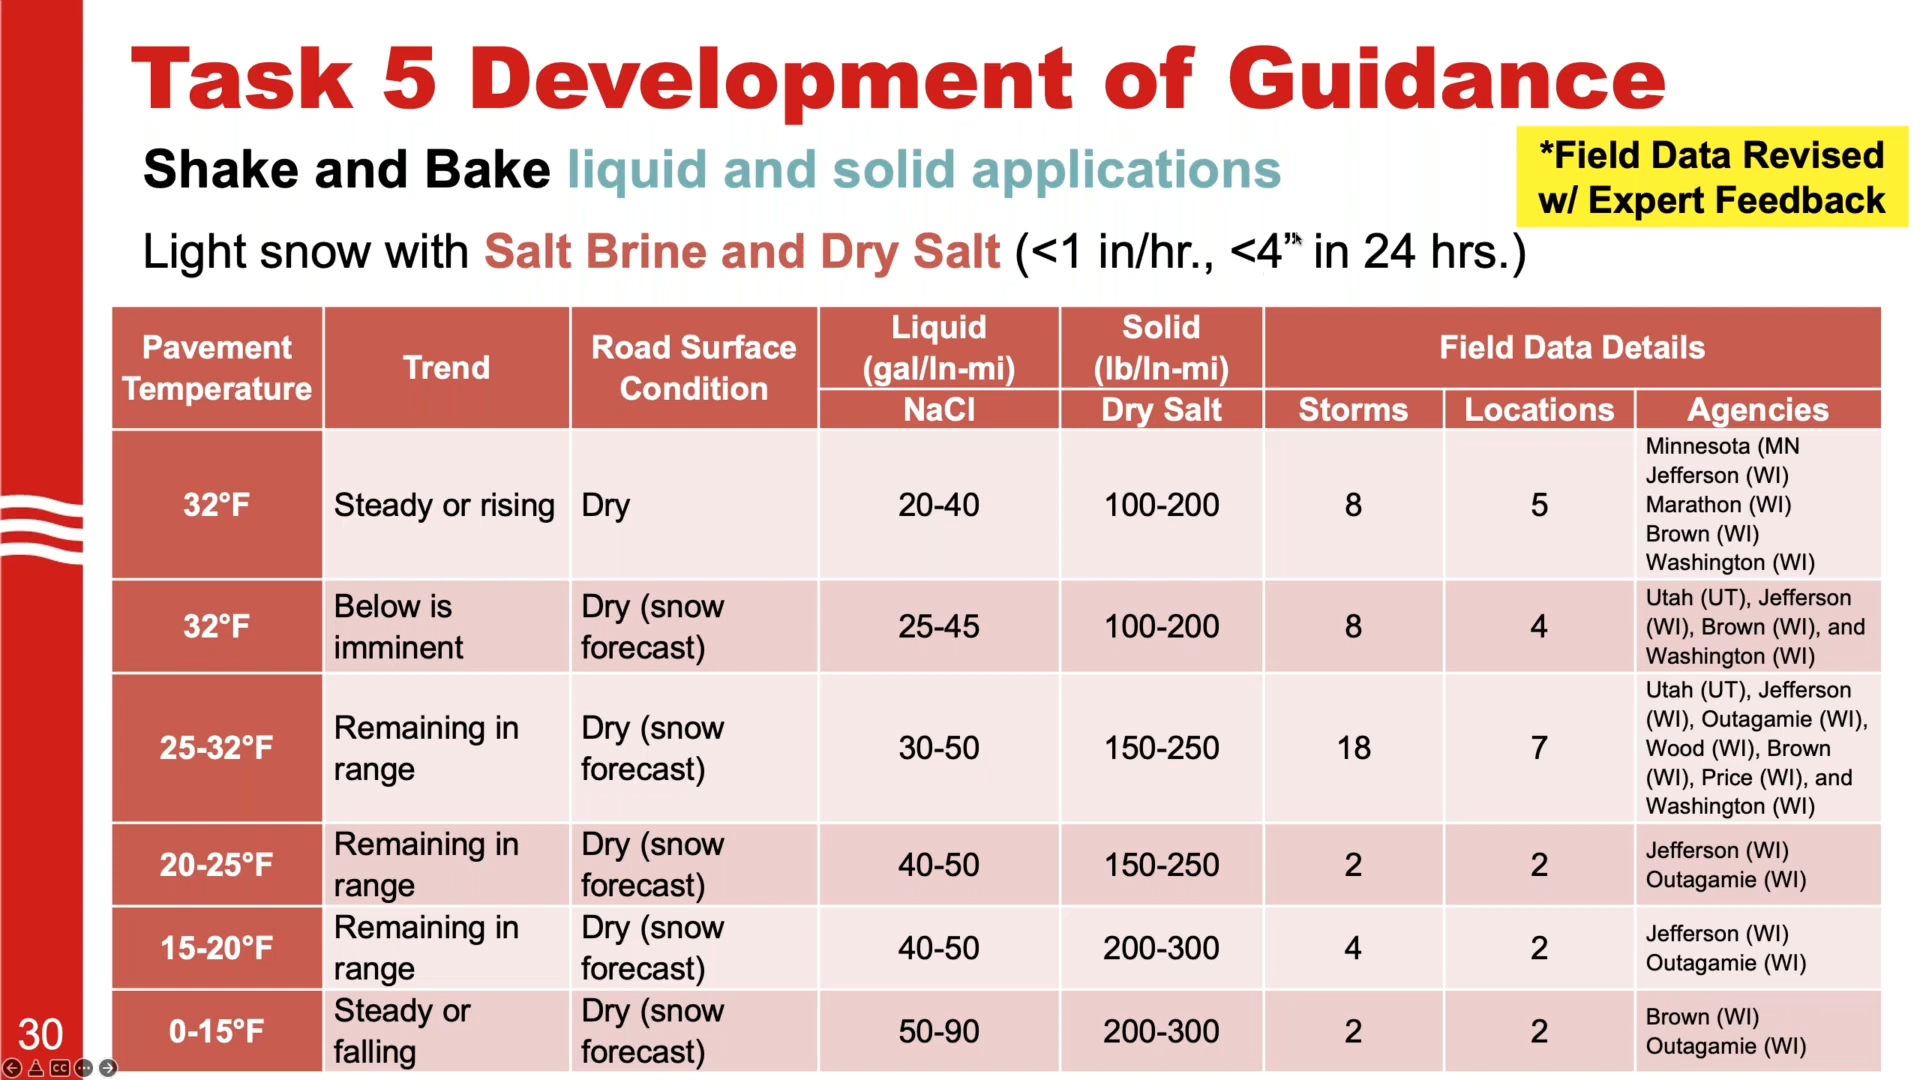 Task 5 Development of Guidance
Shake and Bake liquid and solid applications
*Field Data Revised
w/ Expert Feedback
Light snow with Salt Brine and Dry Salt (<1 in/hr., <4” in 24 hrs.)
Pavement
Temperature
Trend
Road Surface
Condition
Liquid
(gal/ln-mi)
Solid
(lb/ln-mi)
Field Data Details
NaCl
Dry Salt
Storms
Locations
Agencies
32°F
Steady or rising
Dry
20-40
100-200
8
5
Minnesota (MN
Jefferson (WI)
Marathon (WI)
Brown (WI)
Washington (WI)
32°F
Below is
imminent
Dry (snow
forecast)
25-45
100-200
8
4
Utah (UT), Jefferson
(WI), Brown (WI), and
Washington (WI)
25-32°F
Remaining in
range
Dry (snow
forecast)
30-50
150-250
18
7
Utah (UT), Jefferson
(WI), Outagamie (WI),
Wood (WI), Brown
(WI), Price (WI), and
Washington (WI)
20-25°F
Remaining in
range
Dry (snow
forecast)
40-50
150-250
2
2
Jefferson (WI)
Outagamie (WI)
15-20°F
Remaining in
range
Dry (snow
forecast)
40-50
200-300
4
2
Jefferson (WI)
Outagamie (WI)
0-15°F
Steady or
falling
Dry (snow
forecast)
50-90
200-300
2
2
Brown (WI)
Outagamie (WI)
30
CC